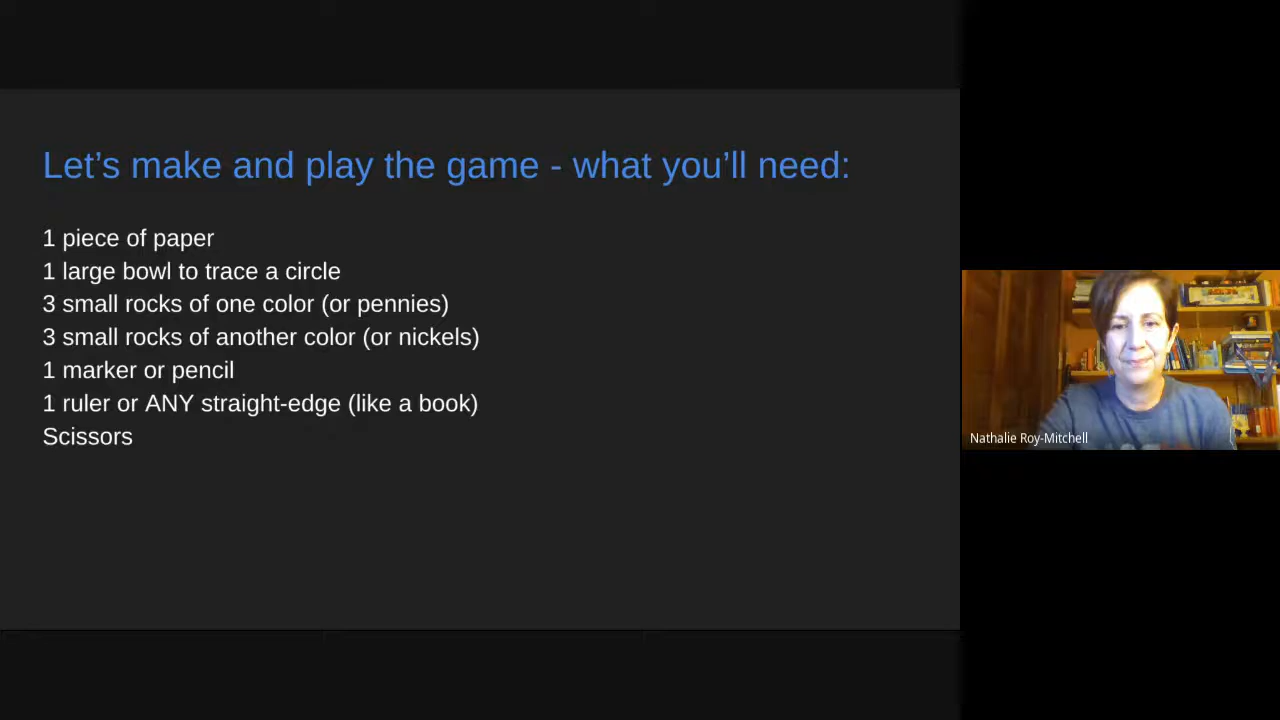 Let’s make and play the game - what you’ll need:
1 piece of paper
1 large bowl to trace a circle
3 small rocks of one color (or pennies)
3 small rocks of another color (or nickels)
1 marker or pencil
1 ruler or ANY straight-edge (like a book)
Scissors
Nathalie Roy-Mitchell